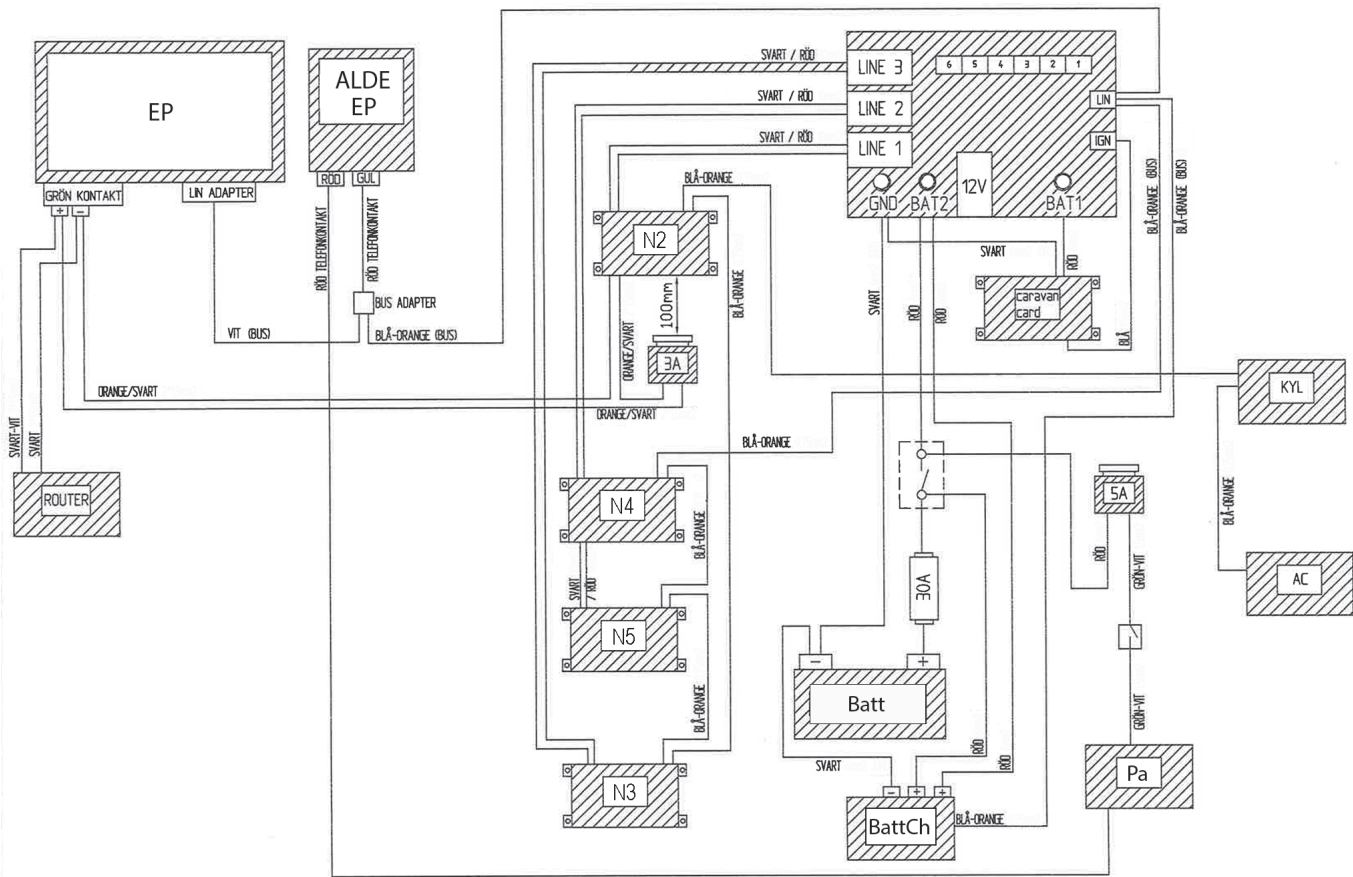 EP
GRÖN KONTAKT
+ -
LIN ADAPTER
ALDE
EP
RÖD
GUL
RÖD TELEFONKONTAKT
RÖD TELEFONKONTAKT
BUS ADAPTER
VIT (BUS)
BLÅ-ORANGE (BUS)
SVART-VIT
SVART
ROUTER
ORANGE/SVART
ORANGE/SVART
ORANGE/SVART
SVART / RÖD
SVART / RÖD
SVART / RÖD
LINE 3
LINE 2
LINE 1
6 5 4 3 2 1
LIN
IGN
GND
BAT2
12V
BAT1
BLÅ-ORANGE
N2
100mm
3A
BLÅ-ORANGE
SVART
RÖD
RÖD
SVART
RÖD
caravan
card
BLÅ
BLÅ-ORANGE (BUS)
BLÅ-ORANGE (BUS)
KYL
BLÅ-ORANGE
AC
BLÅ-ORANGE
N4
BLÅ-ORANGE
SVART
/ RÖD
N5
BLÅ-ORANGE
N3
30A
- +
Batt
SVART
RÖD
RÖD
- + +
BattCh
BLÅ-ORANGE
5A
RÖD
GRÖN-VIT
GRÖN-VIT
Pa